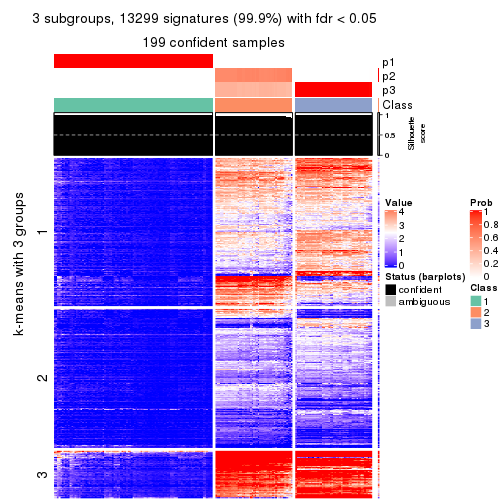 3 subgroups, 13299 signatures (99.9%) with fdr < 0.05
199 confident samples
p1
p2
p3
Class
1
0.5
0
Silhouette
score
k-means with 3 groups
1
2
3
Value
4
3
2
1
0
Status (barplots)
confident
ambiguous
Prob
1
0.8
0.6
0.4
0.2
0
Class
1
2
3